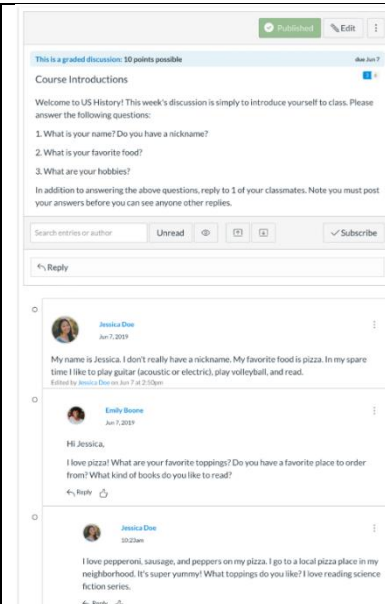 Published Edit
This is a graded discussion: 10 points possible due Jun 7
Course Introductions
Welcome to US History! This week's discussion is simply to introduce yourself to class. Please
answer the following questions:
1. What is your name? Do you have a nickname?
2. What is your favorite food?
3. What are your hobbies?
In addition to answering the above questions, reply to 1 of your classmates. Note you must post
your answers before you can see anyone other replies.
Search entries or author Unread Subscribe
Reply
Jessica Doe
Jun 7, 2019
My name is Jessica. I don't really have a nickname. My favorite food is pizza. In my spare
time I like to play guitar (acoustic or electric), play volleyball, and read.
Edited by Jessica Doe on Jun 7 at 2:50pm
Emily Boone
Jun 7, 2019
Hi Jessica,
I love pizza! What are your favorite toppings? Do you have a favorite place to order
from? What kind of books do you like to read?
Reply
Jessica Doe
10:23am
I love pepperoni, sausage, and peppers on my pizza. I go to a local pizza place in my
neighborhood. It's super yummy! What toppings do you like? I love reading science
fiction series.
Reply